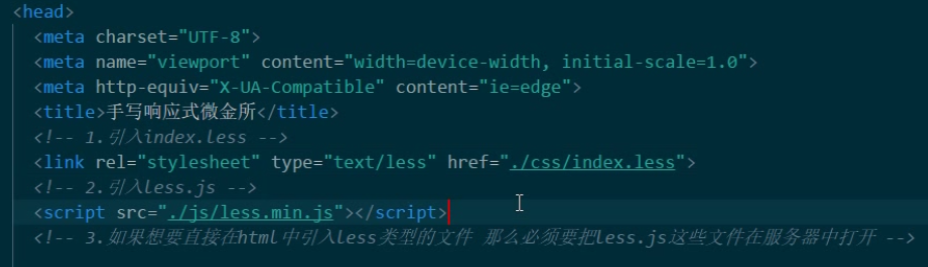 <head>
<meta charset="UTF-8">
<meta name="viewport" content="width=device-width, initial-scale=1.0">
<meta http-equiv="X-UA-Compatible" content="ie=edge">
<title>手写响应式微金所</title>
<!-- 1.引入index.less -->
<link rel="stylesheet" type="text/less" href="./css/index.less">
<!-- 2.引入less.js -->
<script src="./js/less.min.js"></script>
<!-- 3.如果想要直接在html中引入less类型的文件 那么必须要把less.js这些文件在服务器中打开 -->